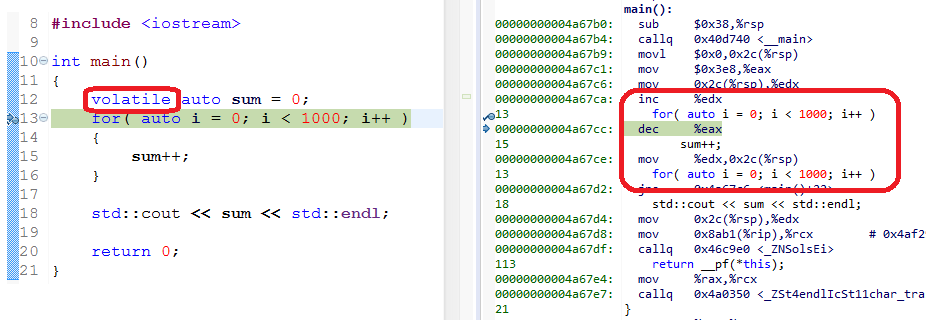 8 #include <iostream>
9
10 int main()
11 {
12 volatile auto sum = 0;
13 for( auto i = 0; i < 1000; i++ )
14 {
15 sum++;
16 }
17
18 std::cout << sum << std::endl;
19
20 return 0;
21 }
main():
00000000004a67b0: sub $0x38,%rsp
00000000004a67b4: callq 0x40d740 <__main>
00000000004a67b9: movl $0x0,0x2c(%rsp)
00000000004a67c1: mov $0x3e8,%eax
00000000004a67c6: mov 0x2c(%rsp),%edx
00000000004a67ca: inc %edx
13 for( auto i = 0; i < 1000; i++ )
00000000004a67cc: dec %eax
15 sum++;
00000000004a67ce: mov %edx,0x2c(%rsp)
13 for( auto i = 0; i < 1000; i++ )
00000000004a67d2:
18 std::cout << sum << std::endl;
00000000004a67d4: mov 0x2c(%rsp),%edx
00000000004a67d8: mov 0x8ab1(%rip),%rcx # 0x4af29
00000000004a67df: callq 0x46c9e0 <_ZNSolsEi>
113 return __pf(*this);
00000000004a67e4: mov %rax,%rcx
00000000004a67e7: callq 0x4a0350 <_ZSt4endlIcSt11char_tra
21 }